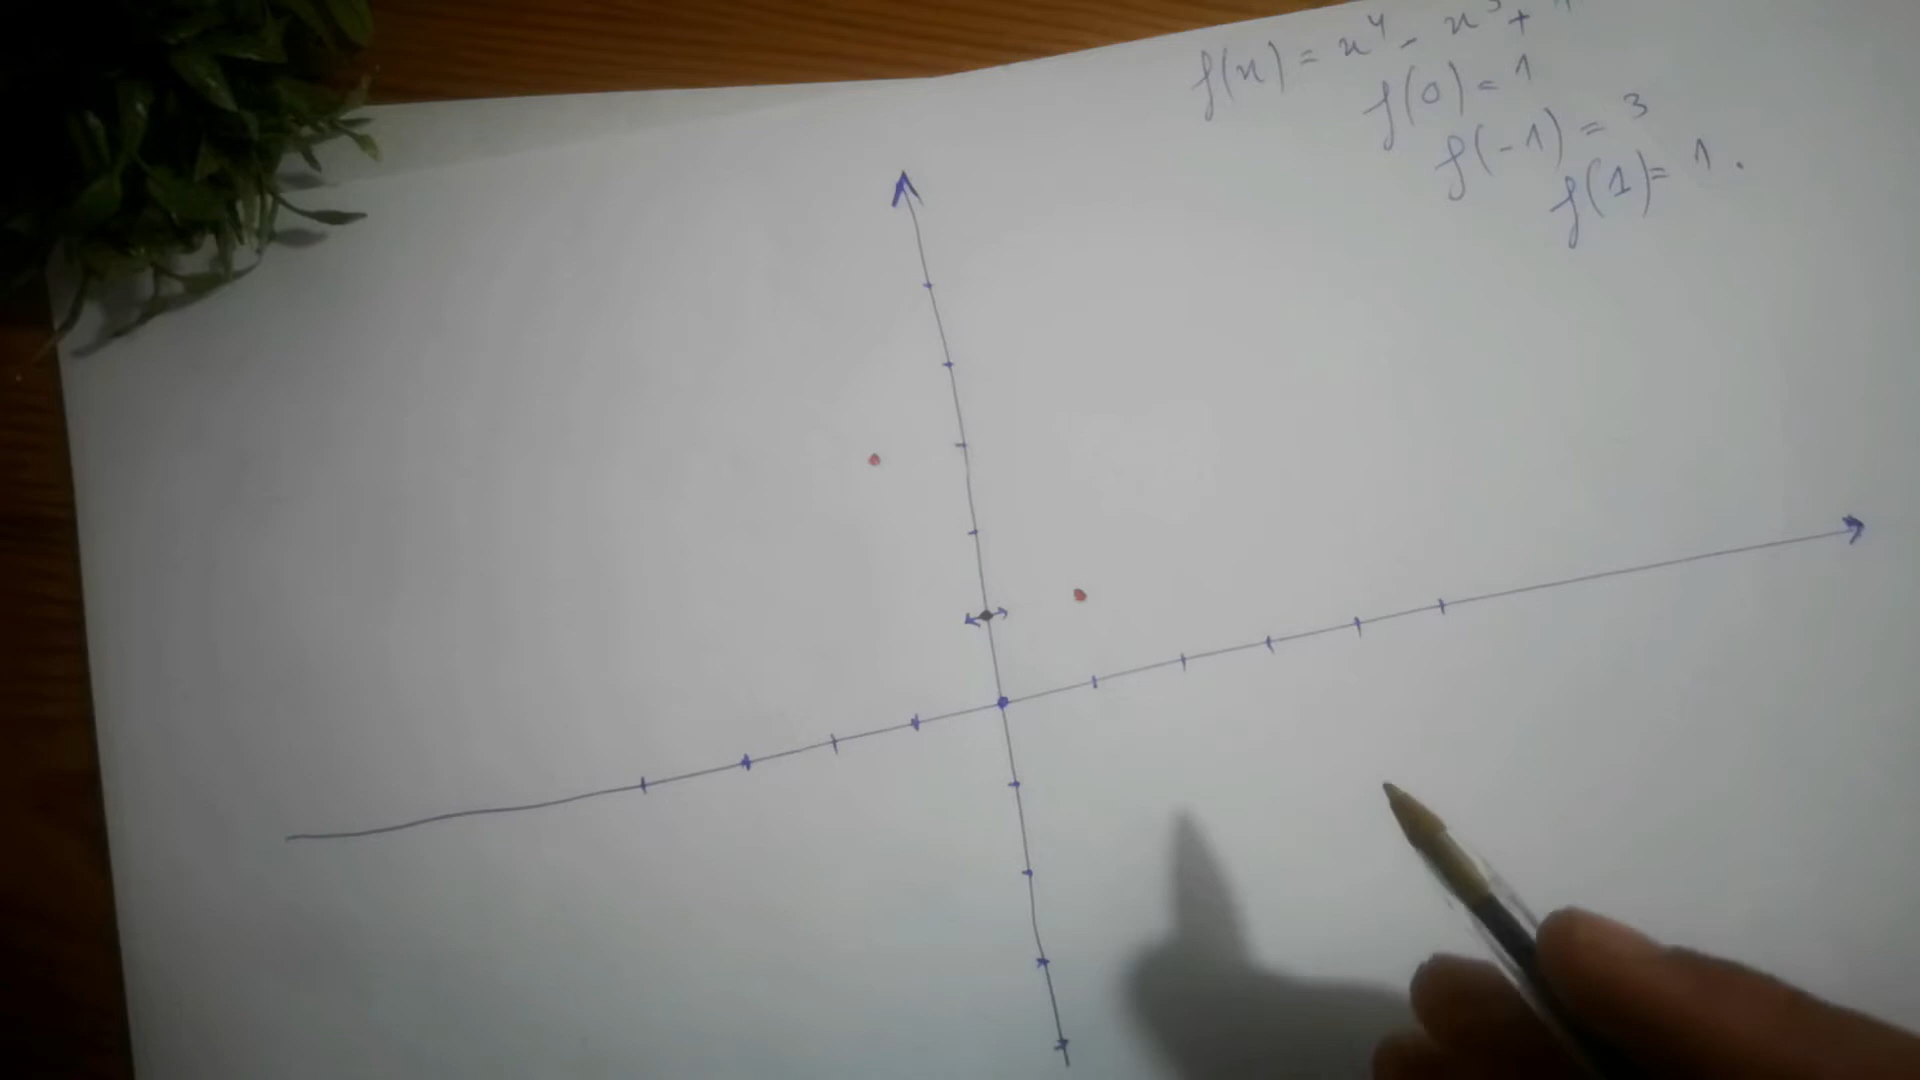 f(x) = x⁴ - x³ +
f(0) = 1
f(-1) = 3
f(1) = 1.